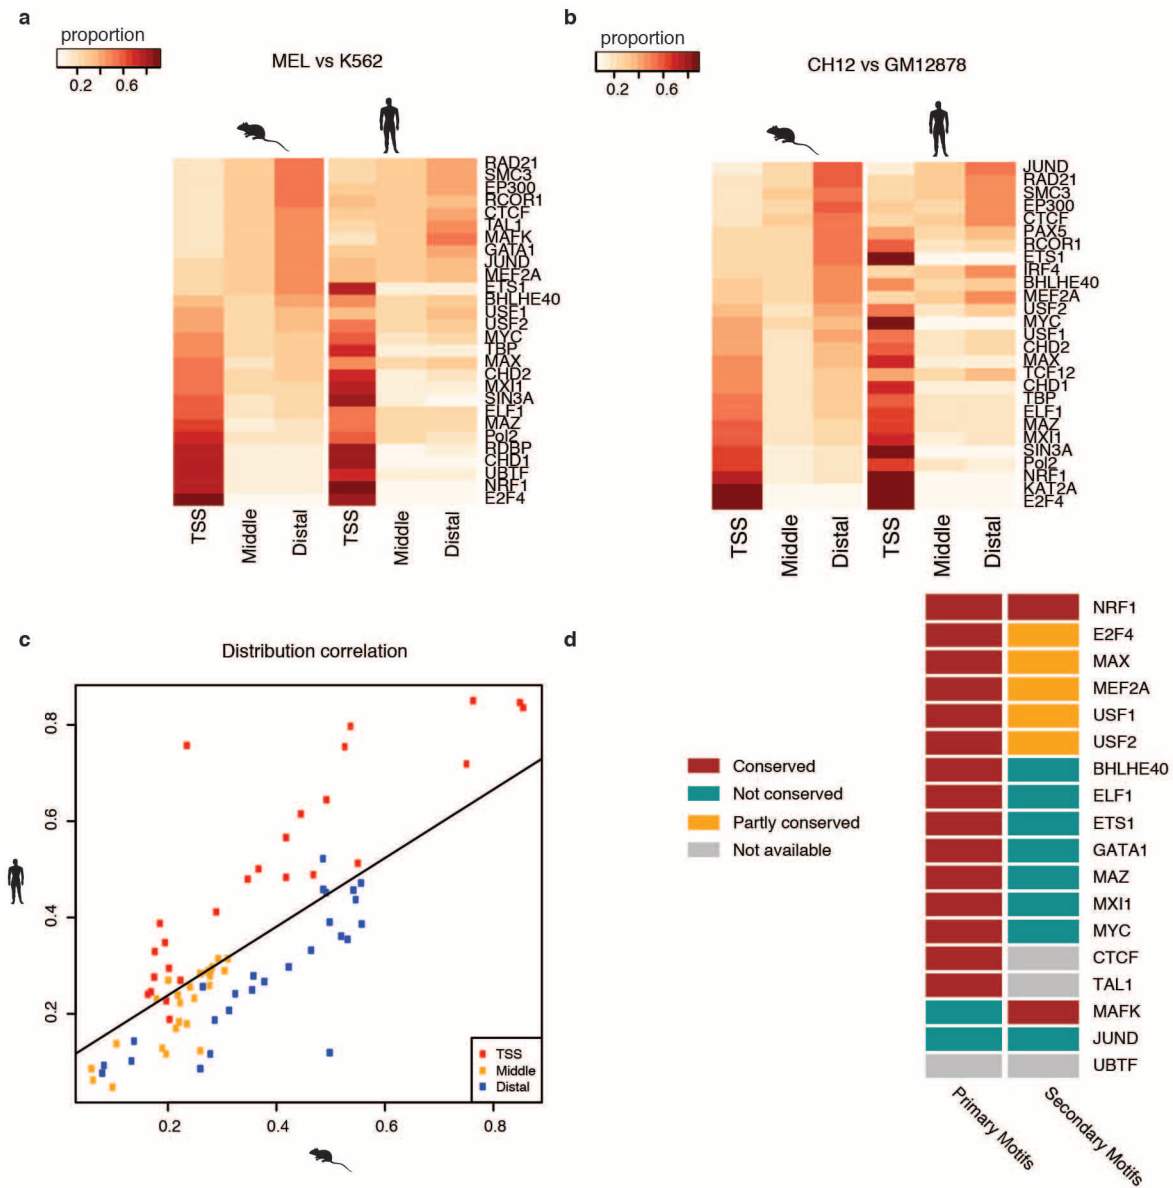 a
proportion
0.2 0.6
MEL vs K562
RAD21
SMC3
EP300
RCOR1
CTCF
TAL1
MAFK
GATA1
JUND
MEF2A
ETS1
BHLHE40
USF1
USF2
MYC
TBP
MAX
CHD2
MXI1
SIN3A
ELF1
MAZ
Pol2
RDBP
CHD1
UBTF
NRF1
E2F4
TSS Middle Distal TSS Middle Distal
b
proportion
0.2 0.6
CH12 vs GM12878
JUND
RAD21
SMC3
EP300
CTCF
PAX5
RCOR1
ETS1
IRF4
BHLHE40
MEF2A
USF2
MYC
USF1
CHD2
MAX
TCF12
CHD1
TBP
ELF1
MAZ
MXI1
SIN3A
Pol2
NRF1
KAT2A
E2F4
TSS Middle Distal TSS Middle Distal
c
Distribution correlation
0.8
0.6
0.4
0.2
TSS
Middle
Distal
0.2 0.4 0.6 0.8
d
Conserved
Not conserved
Partly conserved
Not available
NRF1
E2F4
MAX
MEF2A
USF1
USF2
BHLHE40
ELF1
ETS1
GATA1
MAZ
MXI1
MYC
CTCF
TAL1
MAFK
JUND
UBTF
Primary Motifs
Secondary Motifs